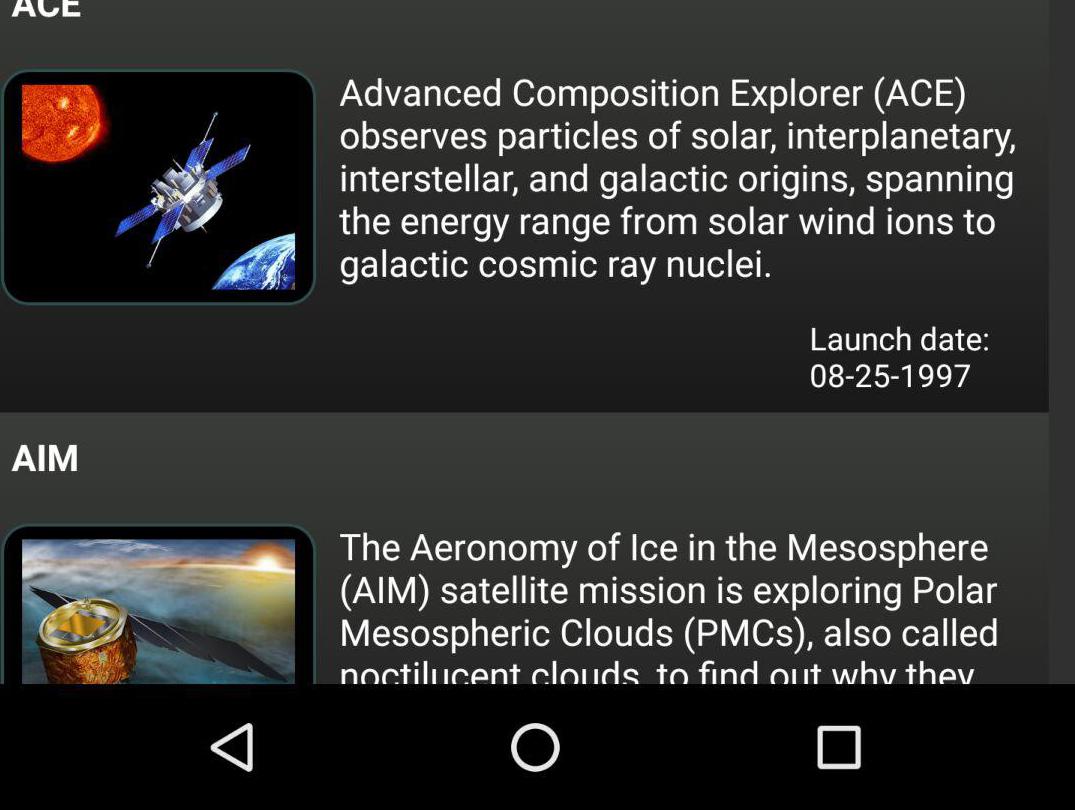 ACE
Advanced Composition Explorer (ACE)
observes particles of solar, interplanetary,
interstellar, and galactic origins, spanning
the energy range from solar wind ions to
galactic cosmic ray nuclei.
Launch date:
08-25-1997
AIM
The Aeronomy of Ice in the Mesosphere
(AIM) satellite mission is exploring Polar
Mesospheric Clouds (PMCs), also called
noctilucent clouds, to find out why they